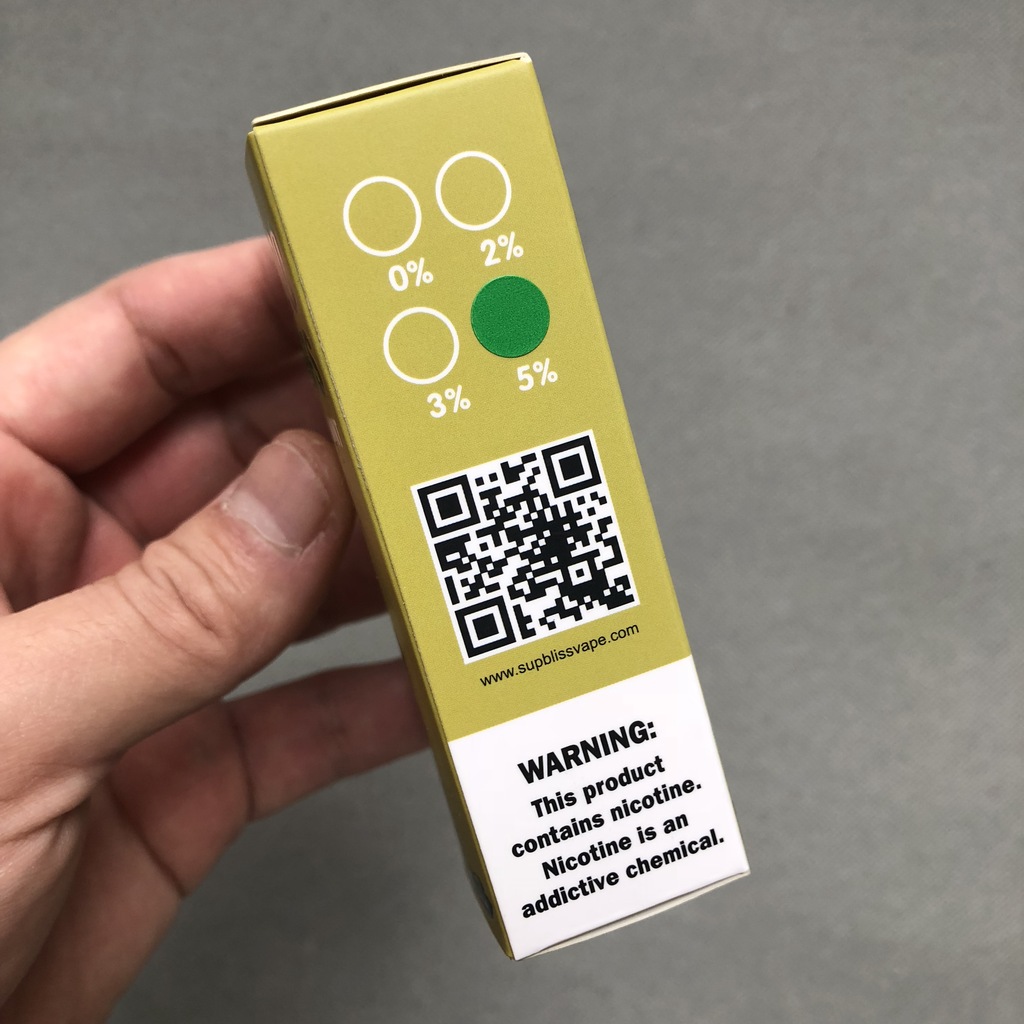 0% 2%
3% 5%
www.supblissvape.com
WARNING:
This product
contains nicotine.
Nicotine is an
addictive chemical.